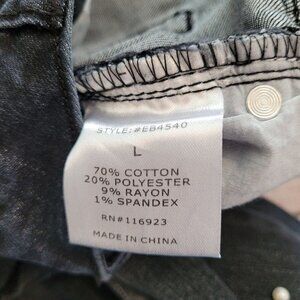 STYLE:#EB4540
L
70% COTTON
20% POLYESTER
9% RAYON
1% SPANDEX
RN#116923
MADE IN CHINA